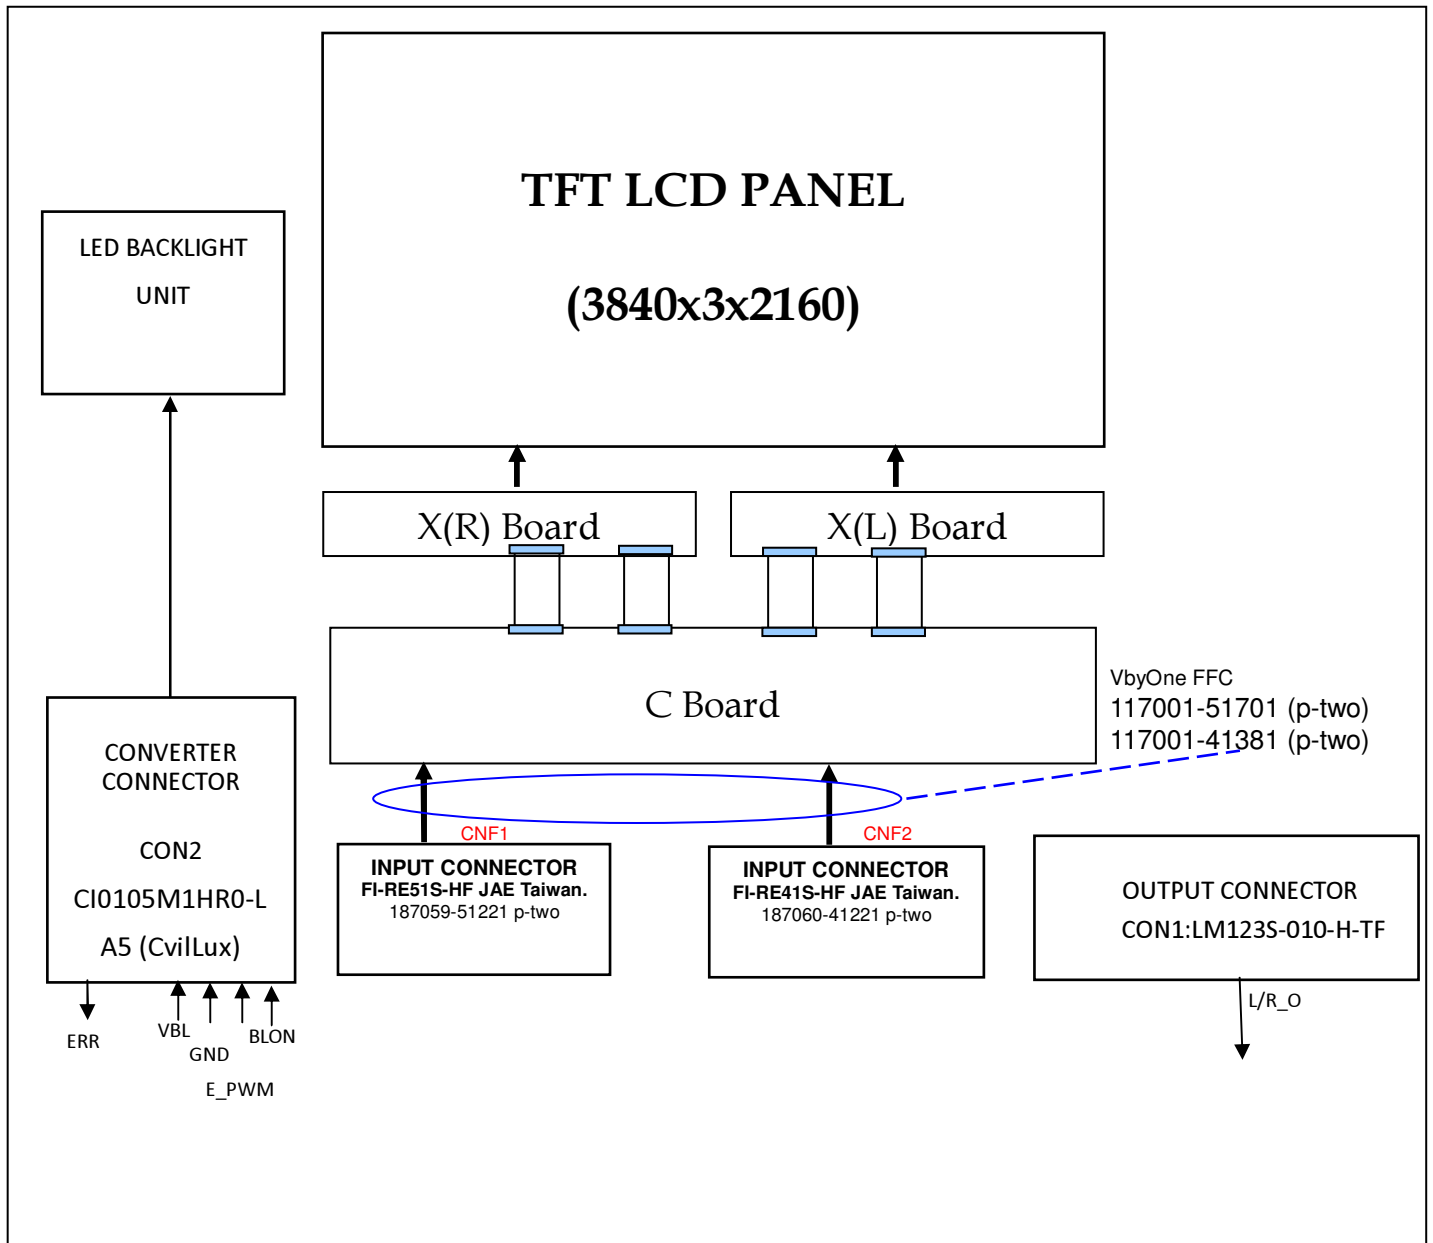 TFT LCD PANEL
(3840x3x2160)
LED BACKLIGHT
UNIT
X(R) Board
X(L) Board
C Board
VbyOne FFC
117001-51701 (p-two)
117001-41381 (p-two)
CONVERTER
CONNECTOR
CON2
CI0105M1HR0-L
A5 (CvilLux)
ERR
VBL
GND
E_PWM
BLON
CNF1
INPUT CONNECTOR
FI-RE51S-HF JAE Taiwan.
187059-51221 p-two
CNF2
INPUT CONNECTOR
FI-RE41S-HF JAE Taiwan.
187060-41221 p-two
OUTPUT CONNECTOR
CON1:LM123S-010-H-TF
L/R_O